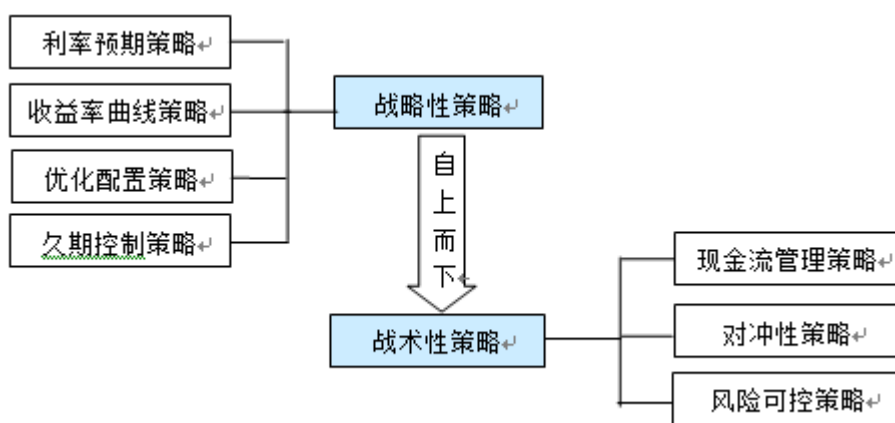 利率预期策略
收益率曲线策略
优化配置策略
久期控制策略
战略性策略
自
上
而
下
战术性策略
现金流管理策略
对冲性策略
风险可控策略